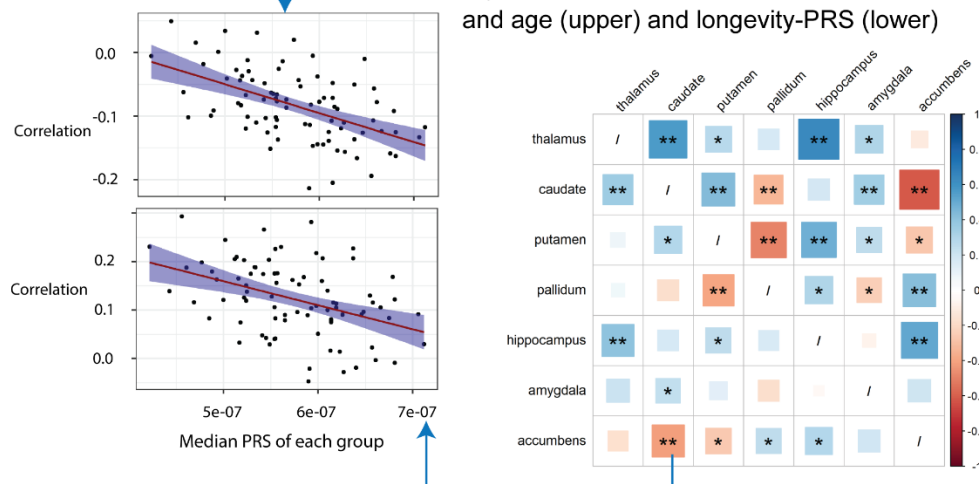 and age (upper) and longevity-PRS (lower)
0.0
-0.1
-0.2
Correlation
0.2
0.1
0.0
Correlation
5e-07 6e-07 7e-07
Median PRS of each group
thalamus caudate putamen pallidum hippocampus amygdala accumbens
thalamus / ** * ** *
caudate ** / ** ** ** **
putamen * / ** ** * *
pallidum ** / * * **
hippocampus ** * / **
amygdala * /
accumbens ** * * * /